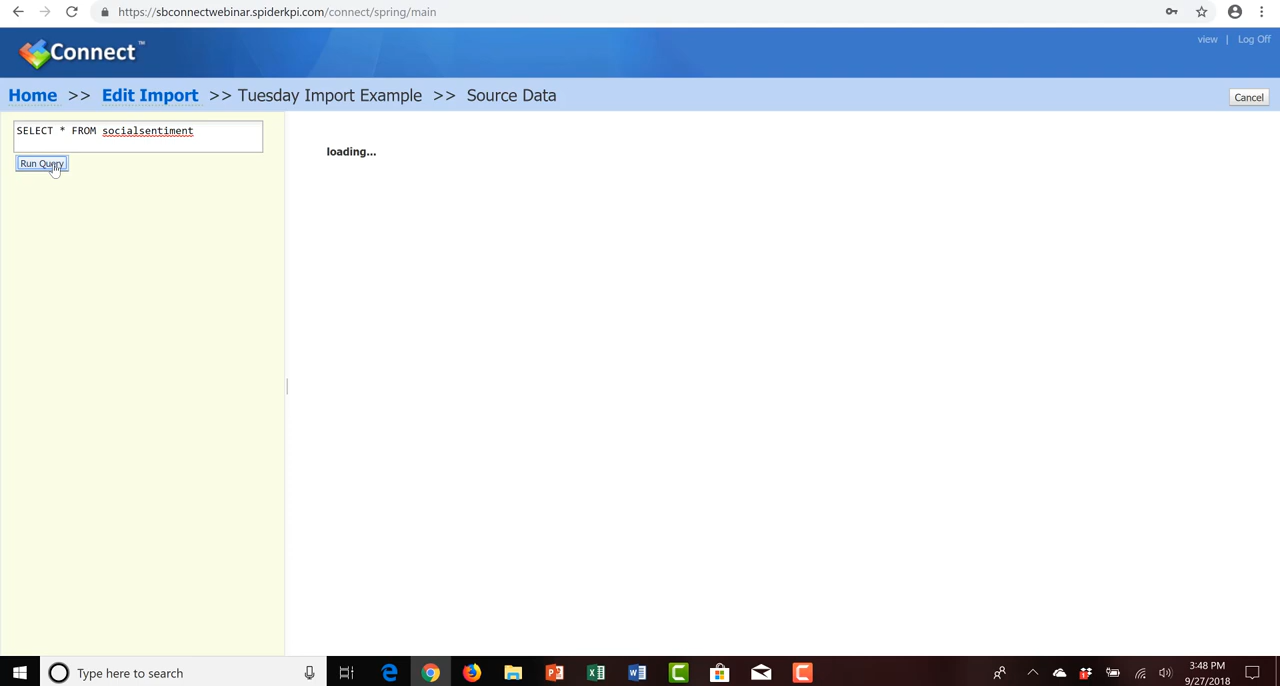 https://sbconnectwebinar.spiderkpi.com/connect/spring/main
Connect™
view | Log Off
Home >> Edit Import >> Tuesday Import Example >> Source Data
Cancel
SELECT * FROM socialsentiment
Run Query
loading...
Type here to search
3:48 PM
9/27/2018